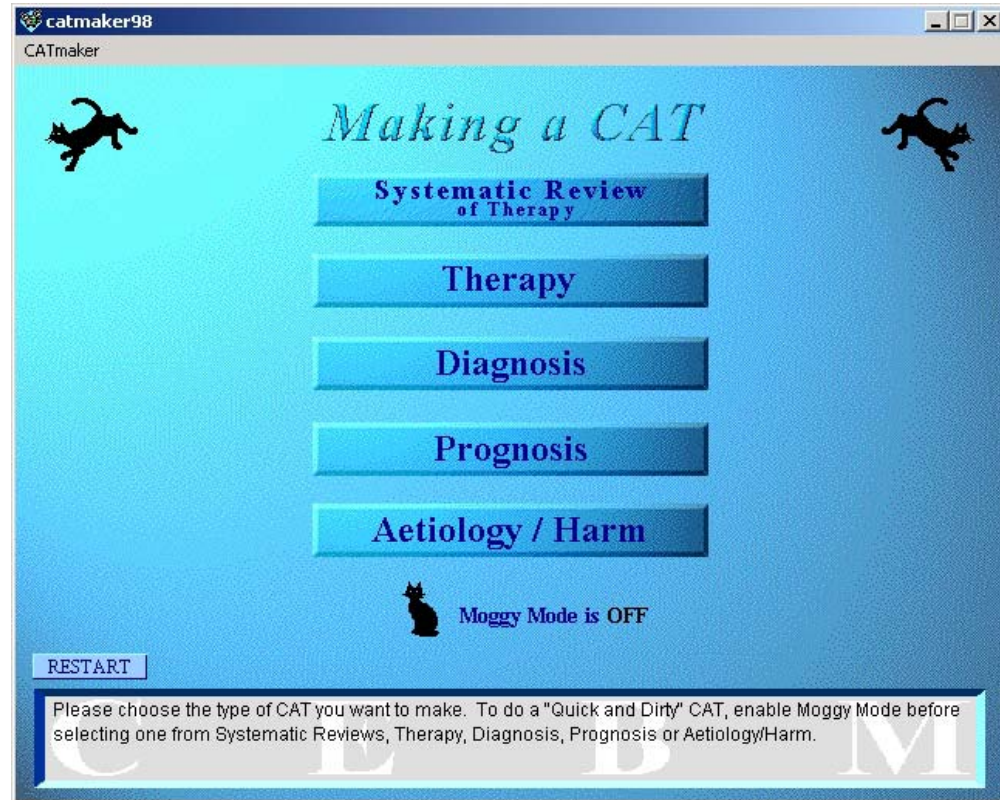 catmaker98
CATmaker
Making a CAT
Systematic Review
of Therapy
Therapy
Diagnosis
Prognosis
Aetiology / Harm
Moggy Mode is OFF
RESTART
Please choose the type of CAT you want to make. To do a "Quick and Dirty" CAT, enable Moggy Mode before
selecting one from Systematic Reviews, Therapy, Diagnosis, Prognosis or Aetiology/Harm.
C E B M